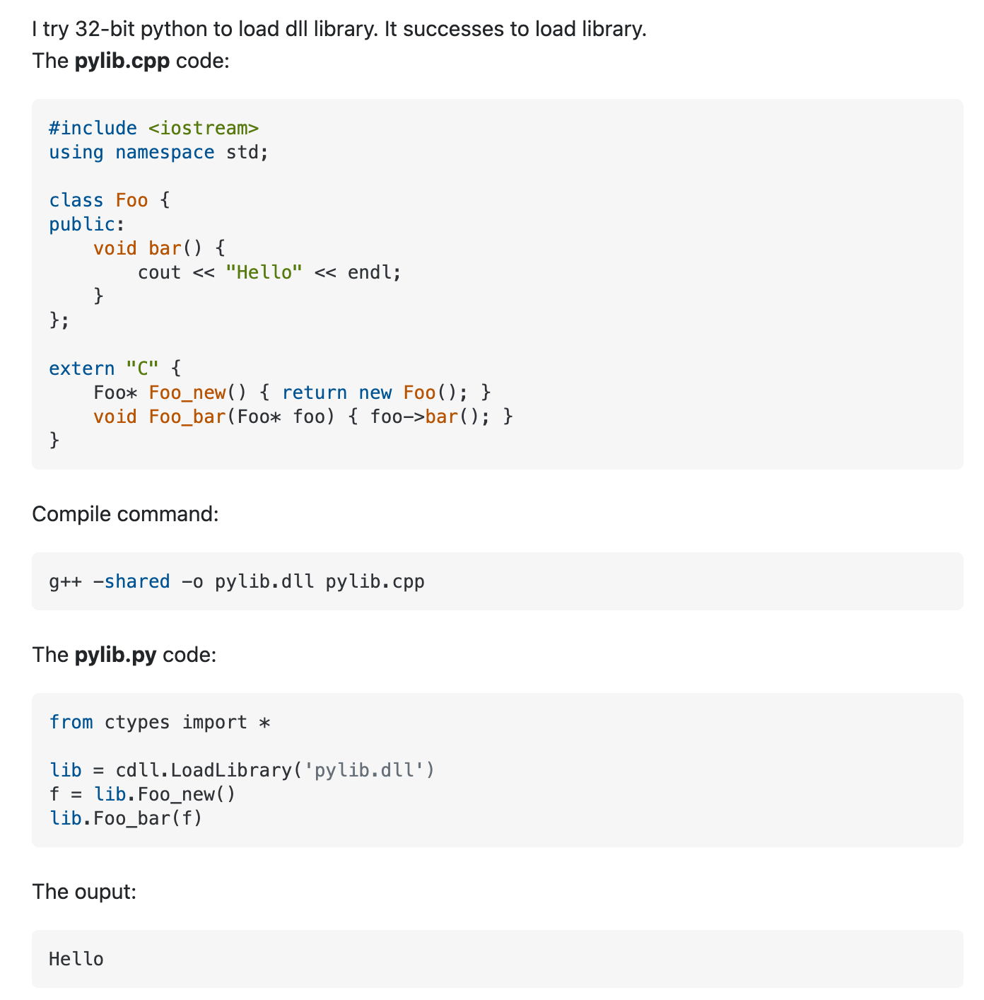 I try 32-bit python to load dll library. It successes to load library.
The pylib.cpp code:
#include <iostream>
using namespace std;
class Foo {
public:
    void bar() {
        cout << "Hello" << endl;
    }
};
extern "C" {
    Foo* Foo_new() { return new Foo(); }
    void Foo_bar(Foo* foo) { foo->bar(); }
}
Compile command:
g++ -shared -o pylib.dll pylib.cpp
The pylib.py code:
from ctypes import *
lib = cdll.LoadLibrary('pylib.dll')
f = lib.Foo_new()
lib.Foo_bar(f)
The ouput:
Hello